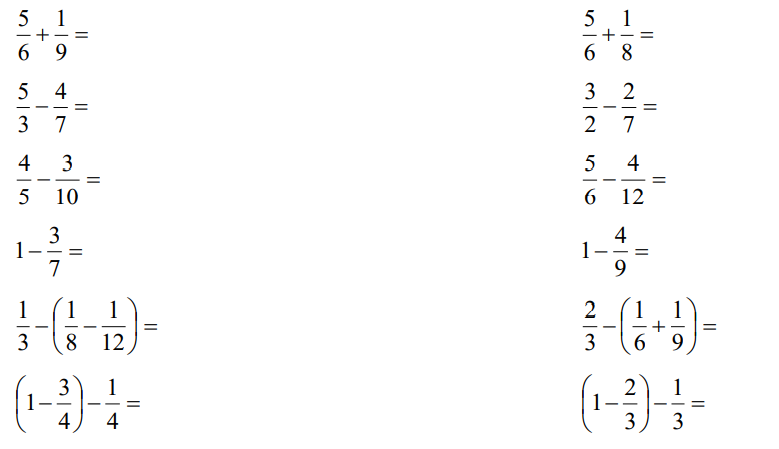 5/6 + 1/9 =    5/6 + 1/8 =
5/3 − 4/7 =    3/2 − 2/7 =
4/5 − 3/10 =    5/6 − 4/12 =
1 − 3/7 =    1 − 4/9 =
1/3 − (1/8 − 1/12) =    2/3 − (1/6 + 1/9) =
(1 − 3/4) − 1/4 =    (1 − 2/3) − 1/3 =